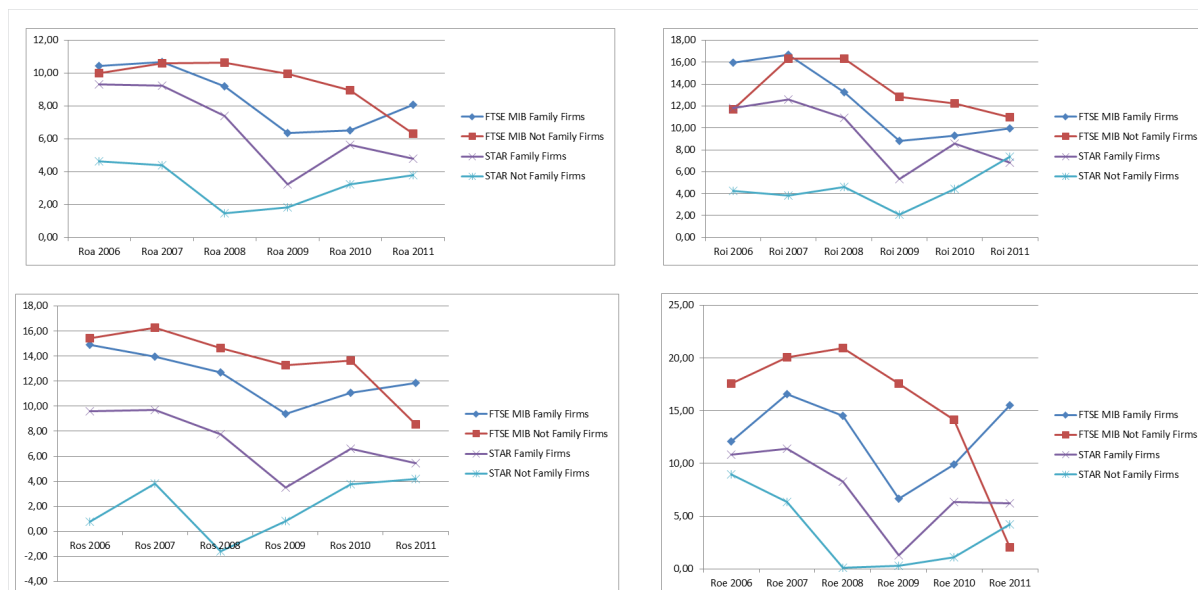 12,00
10,00
8,00
6,00
4,00
2,00
0,00
Roa 2006 Roa 2007 Roa 2008 Roa 2009 Roa 2010 Roa 2011
FTSE MIB Family Firms
FTSE MIB Not Family Firms
STAR Family Firms
STAR Not Family Firms
18,00
16,00
14,00
12,00
10,00
8,00
6,00
4,00
2,00
0,00
Roi 2006 Roi 2007 Roi 2008 Roi 2009 Roi 2010 Roi 2011
FTSE MIB Family Firms
FTSE MIB Not Family Firms
STAR Family Firms
STAR Not Family Firms
18,00
16,00
14,00
12,00
10,00
8,00
6,00
4,00
2,00
0,00
-2,00
-4,00
Ros 2006 Ros 2007 Ros 2008 Ros 2009 Ros 2010 Ros 2011
FTSE MIB Family Firms
FTSE MIB Not Family Firms
STAR Family Firms
STAR Not Family Firms
25,00
20,00
15,00
10,00
5,00
0,00
Roe 2006 Roe 2007 Roe 2008 Roe 2009 Roe 2010 Roe 2011
FTSE MIB Family Firms
FTSE MIB Not Family Firms
STAR Family Firms
STAR Not Family Firms